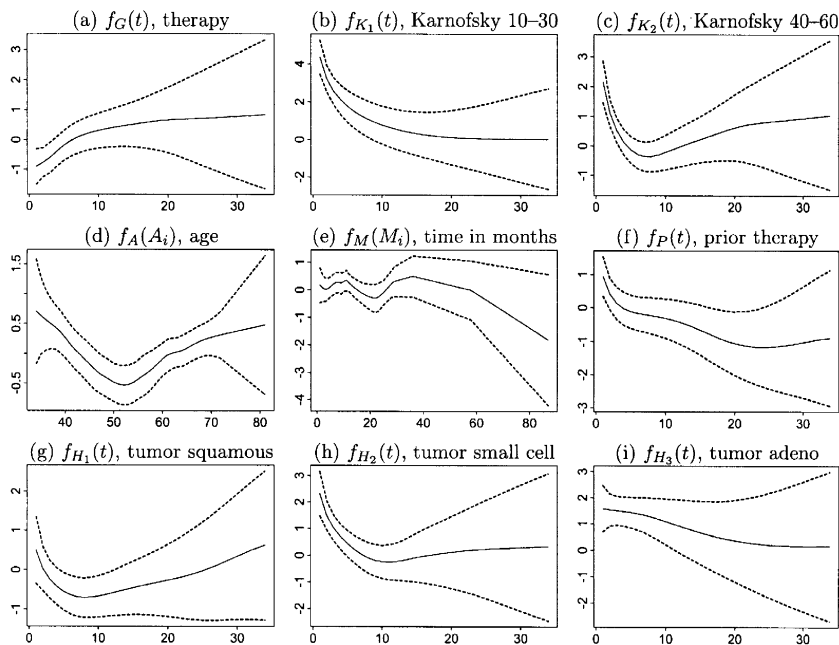 (a) f_G(t), therapy
(b) f_{K_1}(t), Karnofsky 10–30
(c) f_{K_2}(t), Karnofsky 40–60
3
2
1
0
-1
0 10 20 30
4
2
0
-2
0 10 20 30
3
2
1
0
-1
0 10 20 30
(d) f_A(A_i), age
(e) f_M(M_i), time in months
(f) f_P(t), prior therapy
1.5
0.5
-0.5
40 50 60 70 80
1
0
-1
-2
-3
-4
0 20 40 60 80
1
0
-1
-2
-3
0 10 20 30
(g) f_{H_1}(t), tumor squamous
(h) f_{H_2}(t), tumor small cell
(i) f_{H_3}(t), tumor adeno
2
1
0
-1
0 10 20 30
3
2
1
0
-1
-2
0 10 20 30
3
2
1
0
-1
-2
0 10 20 30